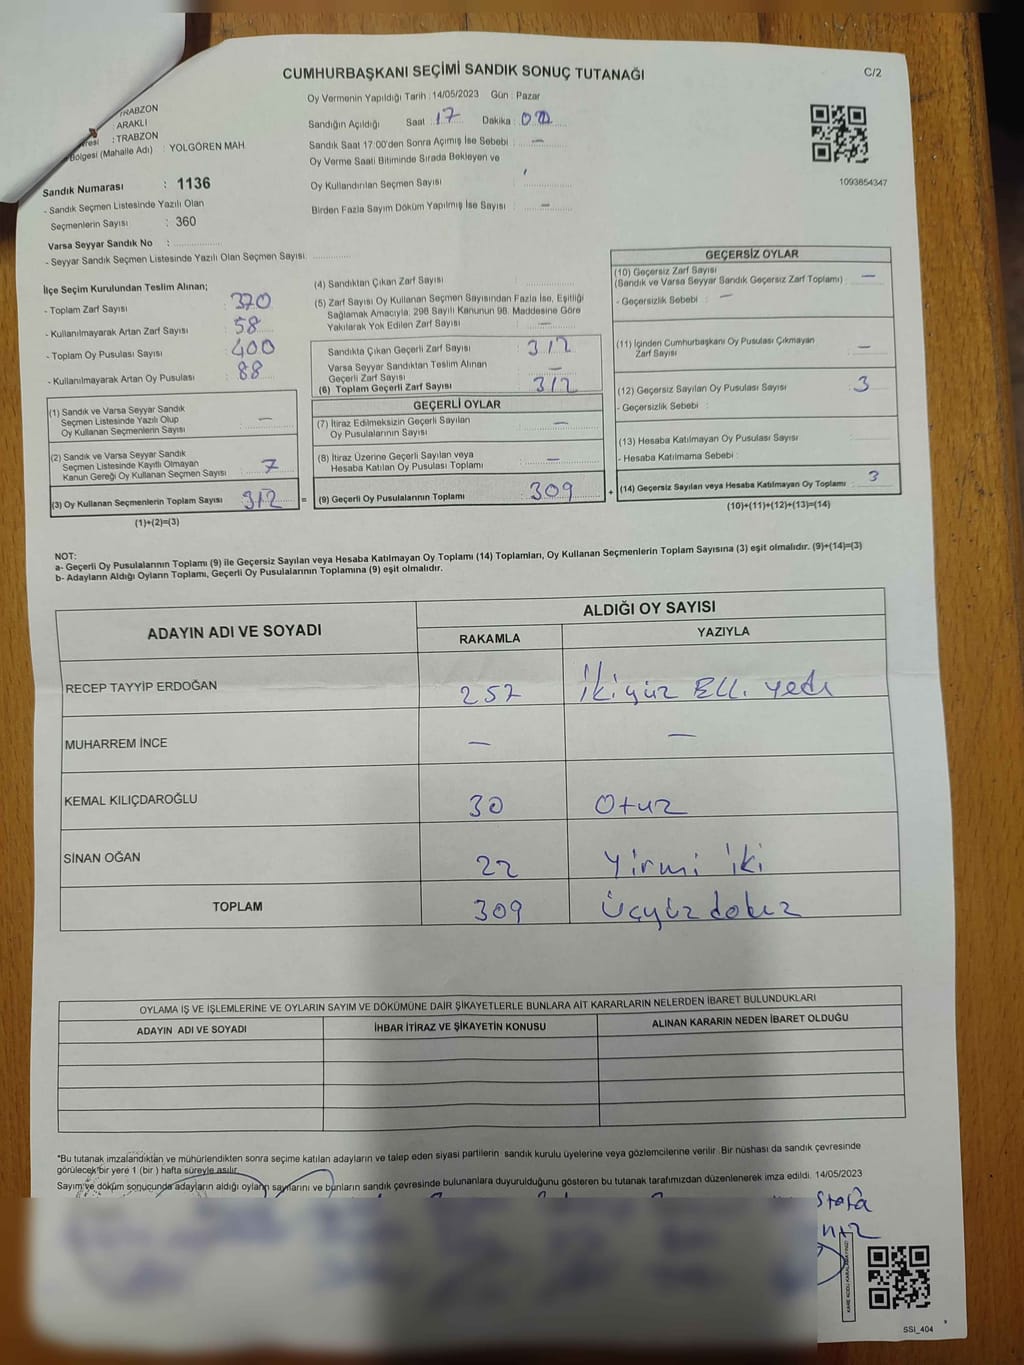 CUMHURBAŞKANI SEÇİMİ SANDIK SONUÇ TUTANAĞI
C/2
Oy Vermenin Yapıldığı Tarih : 14/05/2023 Gün : Pazar
TRABZON
: ARAKLI
: TRABZON
Bölgesi (Mahalle Adı) : YOLGÖREN MAH.
Sandığın Açıldığı Saat : 17 Dakika :
Sandık Saat 17:00'den Sonra Açımış İse Sebebi : —
Oy Verme Saati Bitiminde Sırada Bekleyen ve
Oy Kullandırılan Seçmen Sayısı :
Birden Fazla Sayım Döküm Yapılmış İse Sayısı : —
1093854347
Sandık Numarası : 1136
- Sandık Seçmen Listesinde Yazılı Olan
Seçmenlerin Sayısı : 360
Varsa Seyyar Sandık No :
- Seyyar Sandık Seçmen Listesinde Yazılı Olan Seçmen Sayısı:
İlçe Seçim Kurulundan Teslim Alınan;
- Toplam Zarf Sayısı : 370
- Kullanılmayarak Artan Zarf Sayısı : 58
- Toplam Oy Pusulası Sayısı : 400
- Kullanılmayarak Artan Oy Pusulası : 88
(1) Sandık ve Varsa Seyyar Sandık
Seçmen Listesinde Yazılı Olup
Oy Kullanan Seçmenlerin Sayısı : —
(2) Sandık ve Varsa Seyyar Sandık
Seçmen Listesinde Kayıtlı Olmayan
Kanun Gereği Oy Kullanan Seçmen Sayısı : 7
(3) Oy Kullanan Seçmenlerin Toplam Sayısı : 312
(1)+(2)=(3)
(4) Sandıktan Çıkan Zarf Sayısı :
(5) Zarf Sayısı Oy Kullanan Seçmen Sayısından Fazla İse, Eşitliği
Sağlamak Amacıyla, 298 Sayılı Kanunun 98. Maddesine Göre
Yakılarak Yok Edilen Zarf Sayısı : —
Sandıkta Çıkan Geçerli Zarf Sayısı : 312
Varsa Seyyar Sandıktan Teslim Alınan
Geçerli Zarf Sayısı : —
(6) Toplam Geçerli Zarf Sayısı : 312
GEÇERLİ OYLAR
(7) İtiraz Edilmeksizin Geçerli Sayılan
Oy Pusulalarının Sayısı : —
(8) İtiraz Üzerine Geçerli Sayılan veya
Hesaba Katılan Oy Pusulası Toplamı : —
= (9) Geçerli Oy Pusulalarının Toplamı : 309
GEÇERSİZ OYLAR
(10) Geçersiz Zarf Sayısı
(Sandık ve Varsa Seyyar Sandık Geçersiz Zarf Toplamı) : —
- Geçersizlik Sebebi : —
(11) İçinden Cumhurbaşkanı Oy Pusulası Çıkmayan
Zarf Sayısı : —
(12) Geçersiz Sayılan Oy Pusulası Sayısı : 3
- Geçersizlik Sebebi :
(13) Hesaba Katılmayan Oy Pusulası Sayısı :
- Hesaba Katılmama Sebebi :
+ (14) Geçersiz Sayılan veya Hesaba Katılmayan Oy Toplamı : 3
(10)+(11)+(12)+(13)=(14)
NOT:
a- Geçerli Oy Pusulalarının Toplamı (9) ile Geçersiz Sayılan veya Hesaba Katılmayan Oy Toplamı (14) Toplamları, Oy Kullanan Seçmenlerin Toplam Sayısına (3) eşit olmalıdır. (9)+(14)=(3)
b- Adayların Aldığı Oyların Toplamı, Geçerli Oy Pusulalarının Toplamına (9) eşit olmalıdır.
ADAYIN ADI VE SOYADI
ALDIĞI OY SAYISI
RAKAMLA YAZIYLA
RECEP TAYYİP ERDOĞAN 257 İkiyüz Elli yedi
MUHARREM İNCE — —
KEMAL KILIÇDAROĞLU 30 Otuz
SİNAN OĞAN 22 Yirmi iki
TOPLAM 309 Üçyüz dokuz
OYLAMA İŞ VE İŞLEMLERİNE VE OYLARIN SAYIM VE DÖKÜMÜNE DAİR ŞİKAYETLERLE BUNLARA AİT KARARLARIN NELERDEN İBARET BULUNDUKLARI
ADAYIN ADI VE SOYADI İHBAR İTİRAZ VE ŞİKAYETİN KONUSU ALINAN KARARIN NEDEN İBARET OLDUĞU
*Bu tutanak imzalandıktan ve mühürlendikten sonra seçime katılan adayların ve talep eden siyasi partilerin sandık kurulu üyelerine veya gözlemcilerine verilir. Bir nüshası da sandık çevresinde
görülecek bir yere 1 (bir) hafta süreyle asılır.
Sayım ve döküm sonucunda adayların aldığı oyların sayılarını ve bunların sandık çevresinde bulunanlara duyurulduğunu gösteren bu tutanak tarafımızdan düzenlenerek imza edildi. 14/05/2023
SSI_404